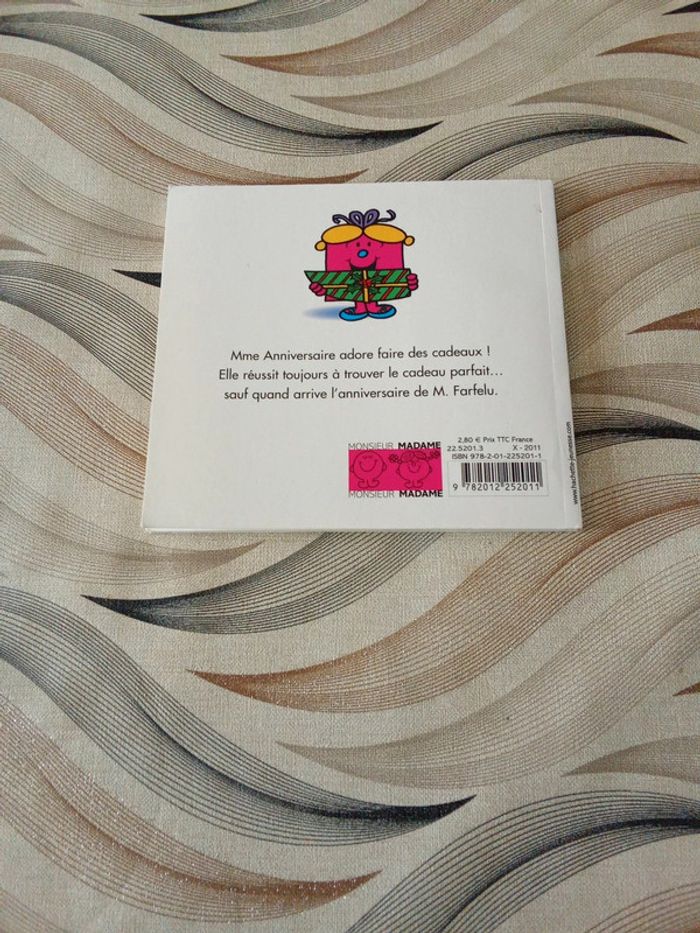 Mme Anniversaire adore faire des cadeaux !
Elle réussit toujours à trouver le cadeau parfait...
sauf quand arrive l'anniversaire de M. Farfelu.
MONSIEUR MADAME
MONSIEUR MADAME
2,80 € Prix TTC France
22.5201.3 X - 2011
ISBN 978-2-01-225201-1
9 782012 252011
www.hachette-jeunesse.com